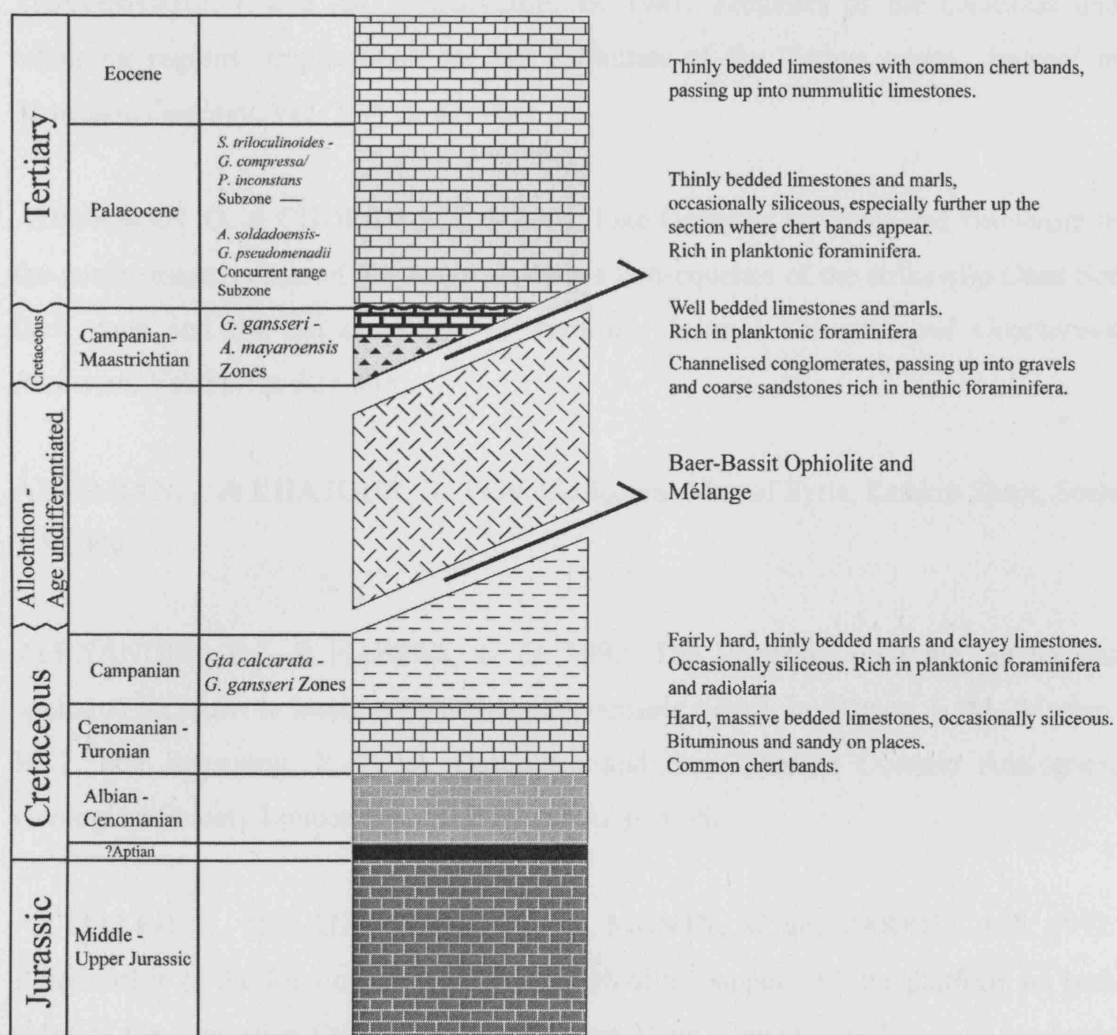 Tertiary
Eocene
Thinly bedded limestones with common chert bands,
passing up into nummulitic limestones.
Palaeocene
S. triloculinoides -
G. compressa/
P. inconstans
Subzone
A. soldadoensis-
G. pseudomenadii
Concurrent range
Subzone
Thinly bedded limestones and marls,
occasionally siliceous, especially further up the
section where chert bands appear.
Rich in planktonic foraminifera.
Cretaceous
Campanian-
Maastrichtian
G. gansseri -
A. mayaroensis
Zones
Well bedded limestones and marls.
Rich in planktonic foraminifera
Channelised conglomerates, passing up into gravels
and coarse sandstones rich in benthic foraminifera.
Allochthon -
Age undifferentiated
Baer-Bassit Ophiolite and
Mélange
Cretaceous
Campanian
Gta calcarata -
G. gansseri Zones
Fairly hard, thinly bedded marls and clayey limestones.
Occasionally siliceous. Rich in planktonic foraminifera
and radiolaria
Cenomanian -
Turonian
Hard, massive bedded limestones, occasionally siliceous.
Bituminous and sandy on places.
Common chert bands.
Albian -
Cenomanian
?Aptian
Jurassic
Middle -
Upper Jurassic